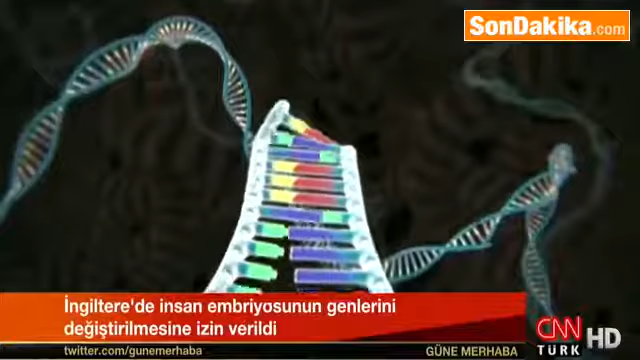 SonDakika.com
İngiltere'de insan embriyosunun genlerini
değiştirilmesine izin verildi
CNN
TÜRK HD
twitter.com/gunemerhaba
GÜNE MERHABA